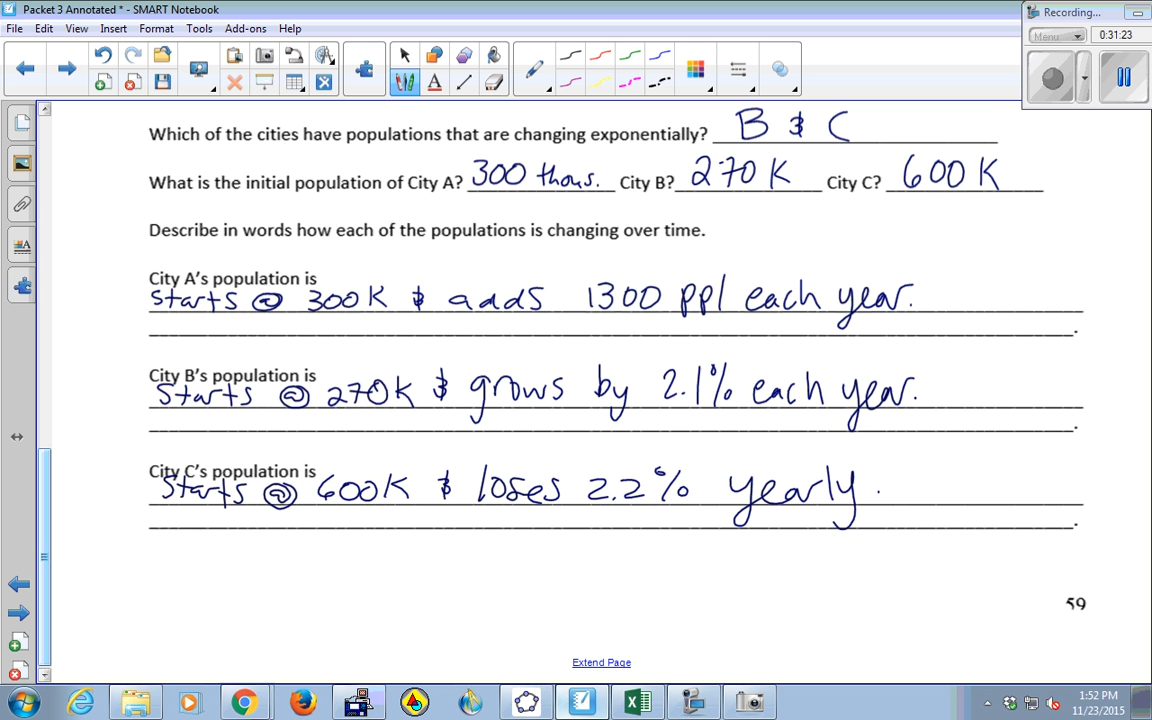 Packet 3 Annotated * - SMART Notebook
File Edit View Insert Format Tools Add-ons Help
Recording...
Menu
0:31:23
Which of the cities have populations that are changing exponentially? B & C
What is the initial population of City A? 300 thous. City B? 270 K City C? 600 K
Describe in words how each of the populations is changing over time.
City A's population is
starts @ 300K & adds 1300 ppl each year.
.
City B's population is
Starts @ 270K & grows by 2.1% each year.
.
City C's population is
Starts @ 600K & loses 2.2% yearly.
.
59
Extend Page
1:52 PM
11/23/2015